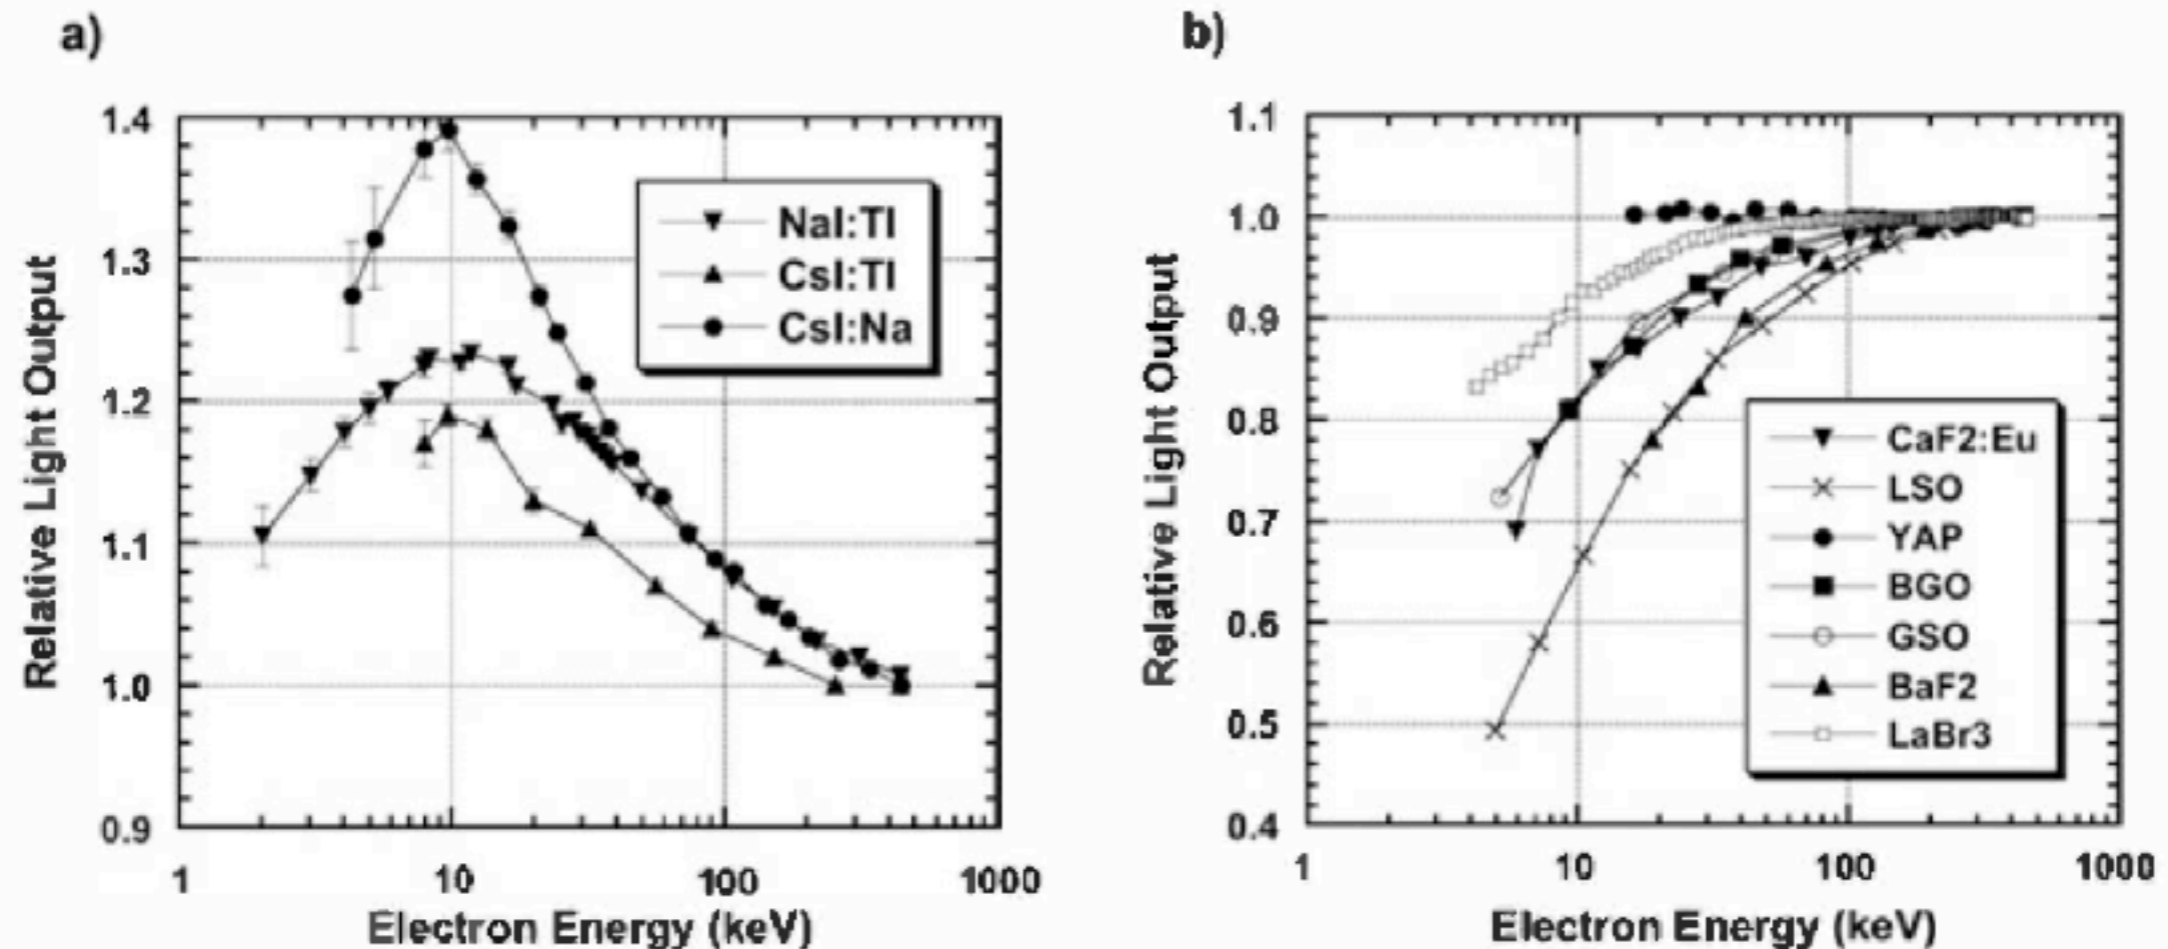 a)
Relative Light Output
1.4
1.3
1.2
1.1
1.0
0.9
NaI:Tl
CsI:Tl
CsI:Na
1 10 100 1000
Electron Energy (keV)
b)
Relative Light Output
1.1
1.0
0.9
0.8
0.7
0.6
0.5
0.4
CaF2:Eu
LSO
YAP
BGO
GSO
BaF2
LaBr3
1 10 100 1000
Electron Energy (keV)